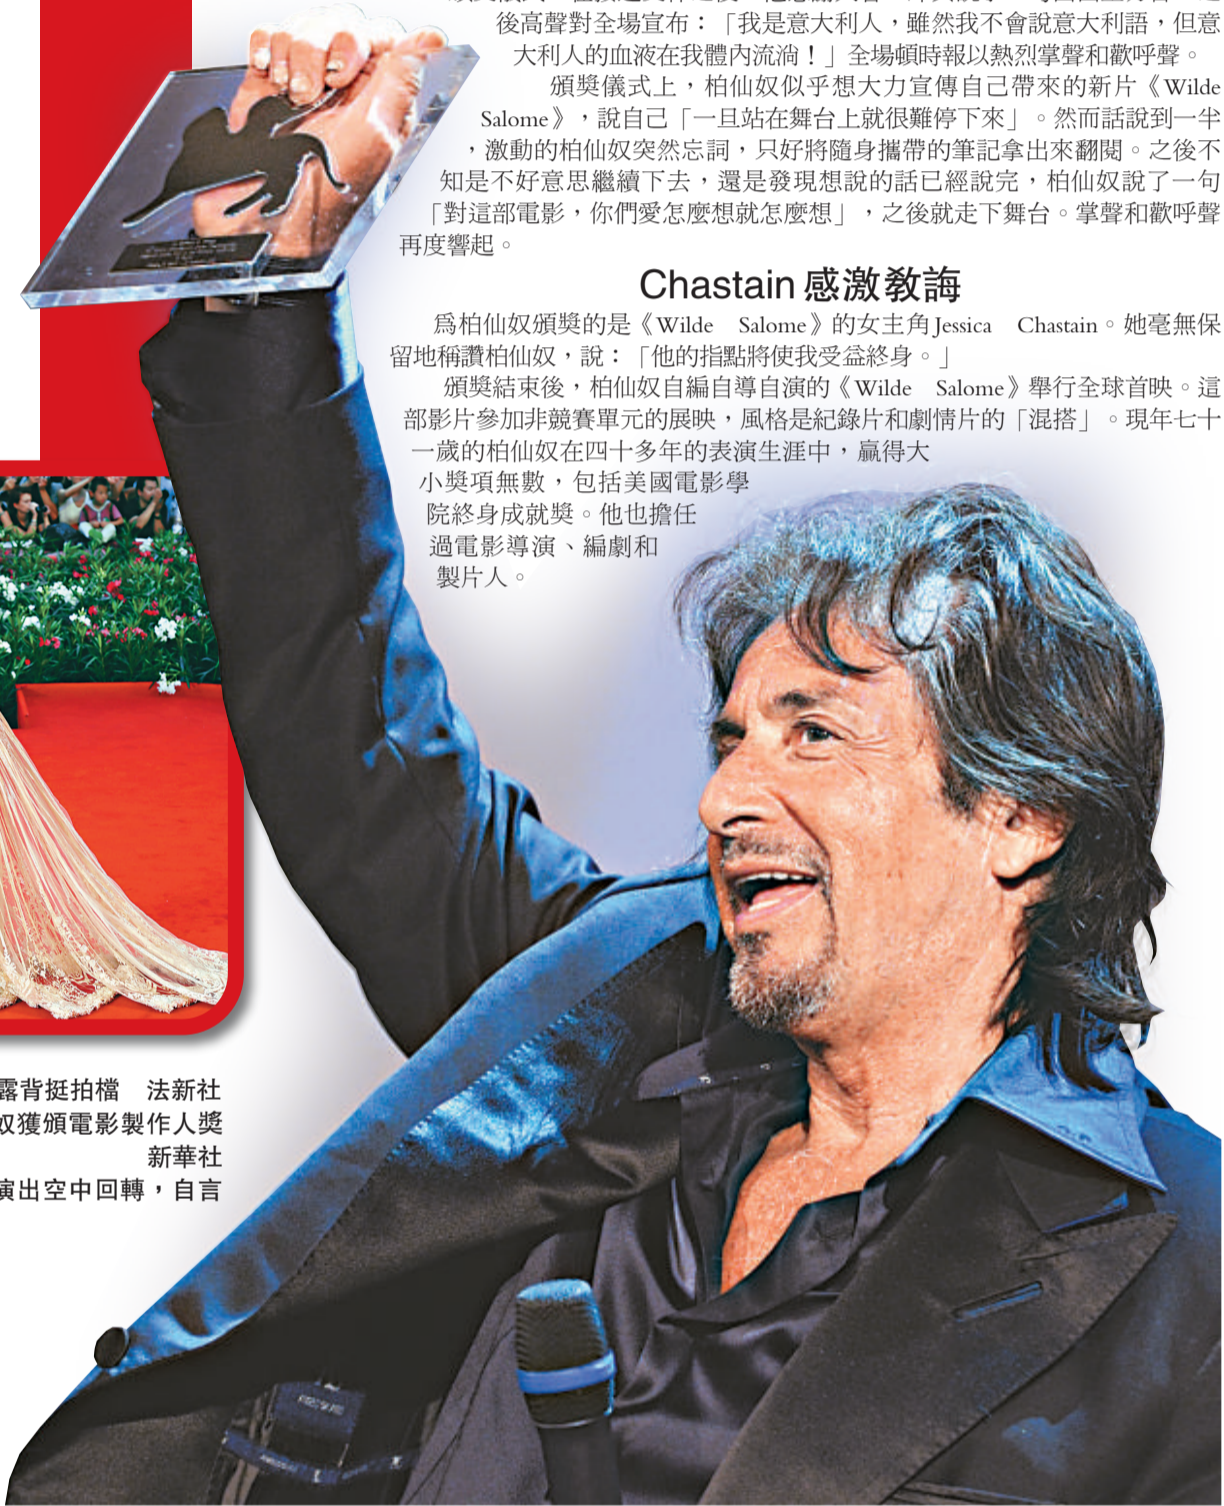 後高聲對全場宣布：「我是意大利人，雖然我不會說意大利語，但意
大利人的血液在我體內流淌！」全場頓時報以熱烈掌聲和歡呼聲。
頒獎儀式上，柏仙奴似乎想大力宣傳自己帶來的新片《Wilde
Salome》，說自己「一旦站在舞台上就很難停下來」。然而話說到一半
，激動的柏仙奴突然忘詞，只好將隨身攜帶的筆記拿出來翻閱。之後不
知是不好意思繼續下去，還是發現想說的話已經說完，柏仙奴說了一句
「對這部電影，你們愛怎麼想就怎麼想」，之後就走下舞台。掌聲和歡呼聲
再度響起。
Chastain 感激教誨
爲柏仙奴頒獎的是《Wilde Salome》的女主角Jessica Chastain。她毫無保
留地稱讚柏仙奴，說：「他的指點將使我受益終身。」
頒獎結束後，柏仙奴自編自導自演的《Wilde Salome》舉行全球首映。這
部影片參加非競賽單元的展映，風格是紀錄片和劇情片的「混搭」。現年七十
一歲的柏仙奴在四十多年的表演生涯中，贏得大
小獎項無數，包括美國電影學
院終身成就獎。他也擔任
過電影導演、編劇和
製片人。
露背挺拍檔 法新社
奴獲頒電影製作人獎
新華社
演出空中回轉，自言